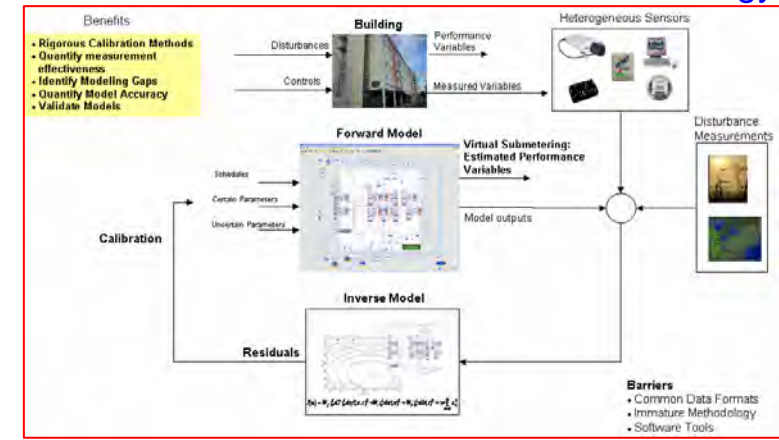 gy
Benefits
• Rigorous Calibration Methods
• Quantify measurement
effectiveness
• Identify Modeling Gaps
• Quantify Model Accuracy
• Validate Models
Building
Disturbances
Controls
Performance
Variables
Measured Variables
Heterogeneous Sensors
Disturbance
Measurements
Forward Model
Schedules
Certain Parameters
Uncertain Parameters
Virtual Submetering:
Estimated Performance
Variables
Model outputs
Calibration
Inverse Model
Residuals
Barriers
• Common Data Formats
• Immature Methodology
• Software Tools